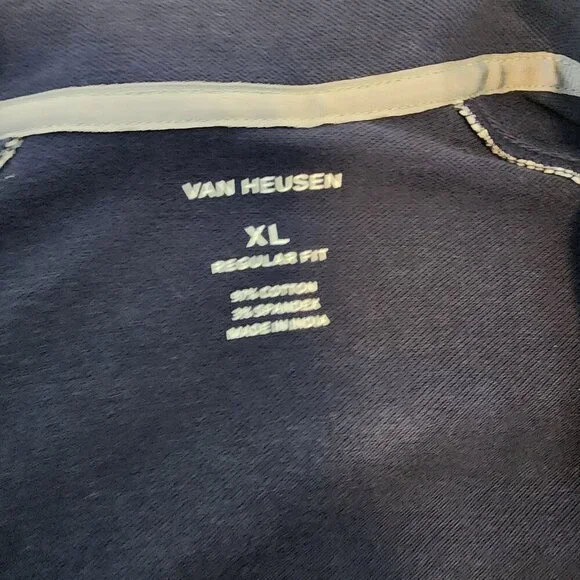 VAN HEUSEN
XL
REGULAR FIT
97% COTTON
3% SPANDEX
MADE IN INDIA